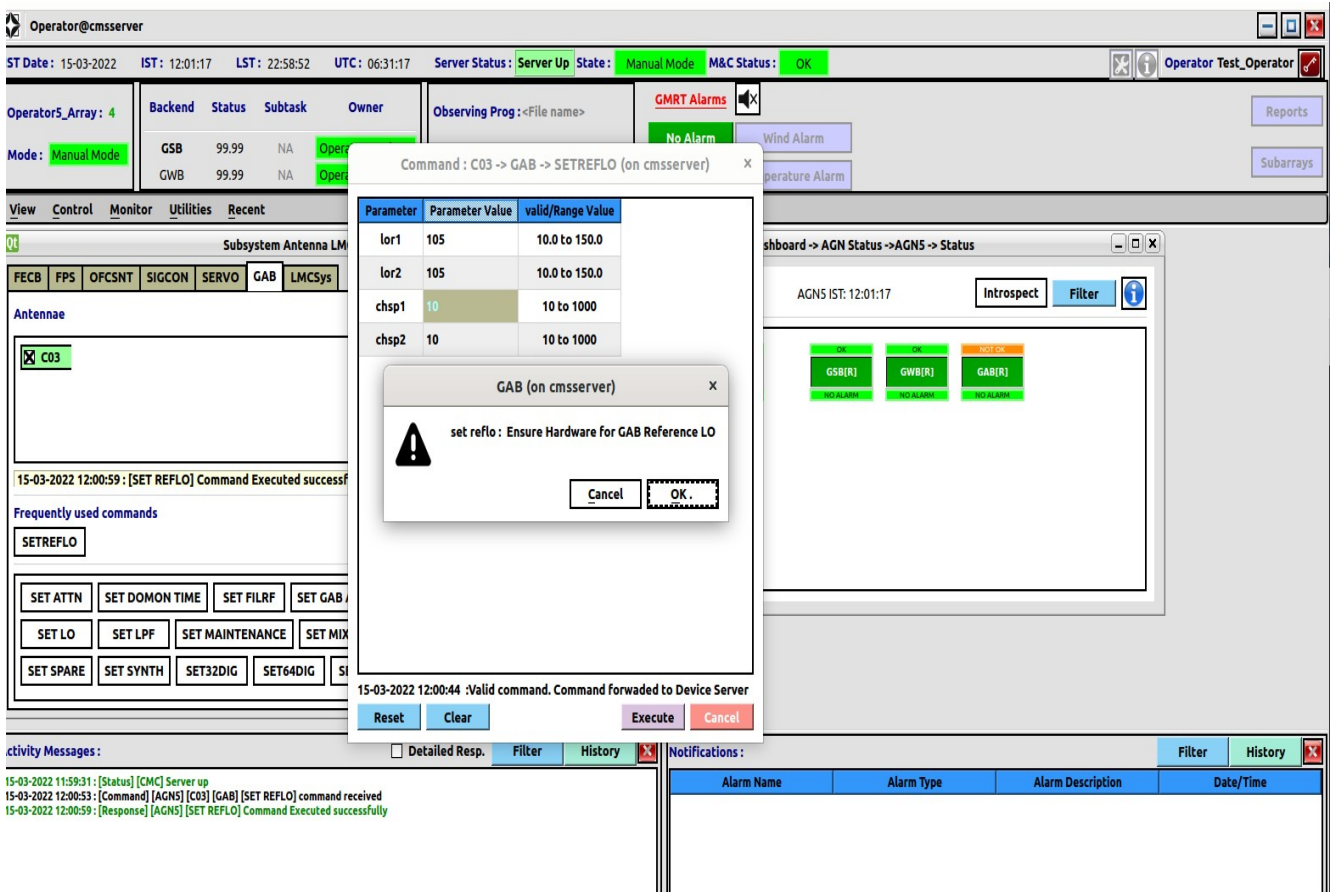 Operator@cmsserver
ST Date : 15-03-2022 IST : 12:01:17 LST : 22:58:52 UTC : 06:31:17 Server Status : Server Up State : Manual Mode M&C Status : OK Operator Test_Operator
Operator5_Array : 4
Mode : Manual Mode
Backend Status Subtask Owner
GSB 99.99 NA
GWB 99.99 NA
Observing Prog : <File name>
GMRT Alarms
No Alarm Wind Alarm
Reports
Subarrays
View Control Monitor Utilities Recent
Subsystem Antenna
FECB FPS OFCSNT SIGCON SERVO GAB LMCSys
Antennae
C03
15-03-2022 12:00:59 : [SET REFLO] Command Executed
Frequently used commands
SETREFLO
SET ATTN SET DOMON TIME SET FILRF SET GAB
SET LO SET LPF SET MAINTENANCE SET MIX
SET SPARE SET SYNTH SET32DIG SET64DIG
Command : C03 -> GAB -> SETREFLO (on cmsserver) x
Parameter Parameter Value valid/Range Value
lor1 105 10.0 to 150.0
lor2 105 10.0 to 150.0
chsp1 10 10 to 1000
chsp2 10 10 to 1000
GAB (on cmsserver) x
set reflo : Ensure Hardware for GAB Reference LO
Cancel OK .
15-03-2022 12:00:44 :Valid command. Command forwaded to Device Server
Reset Clear Execute Cancel
-> AGN Status ->AGN5 -> Status
AGN5 IST: 12:01:17 Introspect Filter
OK OK NOT OK
GSB[R] GWB[R] GAB[R]
NO ALARM NO ALARM NO ALARM
Activity Messages : Detailed Resp. Filter History
15-03-2022 11:59:31 : [Status] [CMC] Server up
15-03-2022 12:00:53 : [Command] [AGN5] [C03] [GAB] [SET REFLO] command received
15-03-2022 12:00:59 : [Response] [AGN5] [SET REFLO] Command Executed successfully
Notifications : Filter History
Alarm Name Alarm Type Alarm Description Date/Time